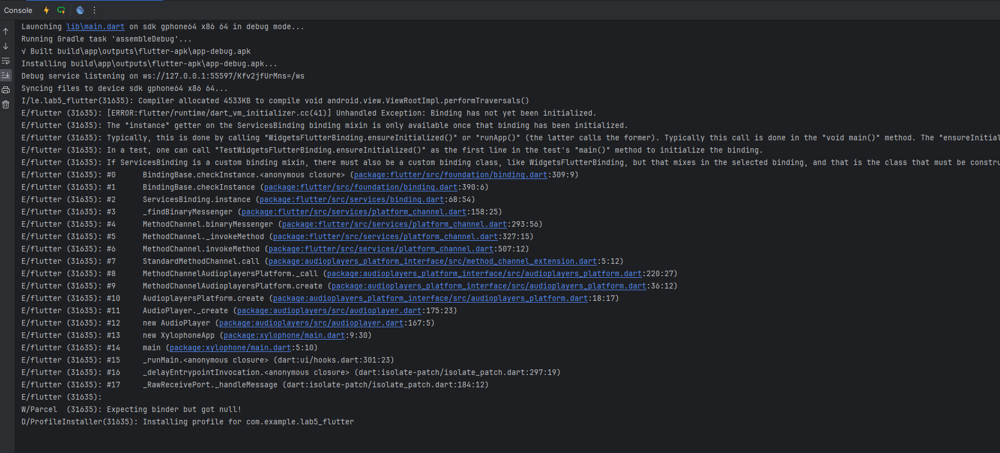 Console
Launching lib\main.dart on sdk gphone64 x86 64 in debug mode...
Running Gradle task 'assembleDebug'...
√ Built build\app\outputs\flutter-apk\app-debug.apk
Installing build\app\outputs\flutter-apk\app-debug.apk...
Debug service listening on ws://127.0.0.1:55597/Kfv2jfUrMns=/ws
Syncing files to device sdk gphone64 x86 64...
I/le.lab5_flutter(31635): Compiler allocated 4533KB to compile void android.view.ViewRootImpl.performTraversals()
E/flutter (31635): [ERROR:flutter/runtime/dart_vm_initializer.cc(41)] Unhandled Exception: Binding has not yet been initialized.
E/flutter (31635): The "instance" getter on the ServicesBinding binding mixin is only available once that binding has been initialized.
E/flutter (31635): Typically, this is done by calling "WidgetsFlutterBinding.ensureInitialized()" or "runApp()" (the latter calls the former). Typically this call is done in the "void main()" method. The "ensureInitial
E/flutter (31635): In a test, one can call "TestWidgetsFlutterBinding.ensureInitialized()" as the first line in the test's "main()" method to initialize the binding.
E/flutter (31635): If ServicesBinding is a custom binding mixin, there must also be a custom binding class, like WidgetsFlutterBinding, but that mixes in the selected binding, and that is the class that must be constru
E/flutter (31635): #0      BindingBase.checkInstance.<anonymous closure> (package:flutter/src/foundation/binding.dart:309:9)
E/flutter (31635): #1      BindingBase.checkInstance (package:flutter/src/foundation/binding.dart:390:6)
E/flutter (31635): #2      ServicesBinding.instance (package:flutter/src/services/binding.dart:68:54)
E/flutter (31635): #3      _findBinaryMessenger (package:flutter/src/services/platform_channel.dart:158:25)
E/flutter (31635): #4      MethodChannel.binaryMessenger (package:flutter/src/services/platform_channel.dart:293:56)
E/flutter (31635): #5      MethodChannel._invokeMethod (package:flutter/src/services/platform_channel.dart:327:15)
E/flutter (31635): #6      MethodChannel.invokeMethod (package:flutter/src/services/platform_channel.dart:507:12)
E/flutter (31635): #7      StandardMethodChannel.call (package:audioplayers_platform_interface/src/method_channel_extension.dart:5:12)
E/flutter (31635): #8      MethodChannelAudioplayersPlatform._call (package:audioplayers_platform_interface/src/audioplayers_platform.dart:220:27)
E/flutter (31635): #9      MethodChannelAudioplayersPlatform.create (package:audioplayers_platform_interface/src/audioplayers_platform.dart:36:12)
E/flutter (31635): #10     AudioplayersPlatform.create (package:audioplayers_platform_interface/src/audioplayers_platform.dart:18:17)
E/flutter (31635): #11     AudioPlayer._create (package:audioplayers/src/audioplayer.dart:175:23)
E/flutter (31635): #12     new AudioPlayer (package:audioplayers/src/audioplayer.dart:167:5)
E/flutter (31635): #13     new XylophoneApp (package:xylophone/main.dart:9:30)
E/flutter (31635): #14     main (package:xylophone/main.dart:5:10)
E/flutter (31635): #15     _runMain.<anonymous closure> (dart:ui/hooks.dart:301:23)
E/flutter (31635): #16     _delayEntrypointInvocation.<anonymous closure> (dart:isolate-patch/isolate_patch.dart:297:19)
E/flutter (31635): #17     _RawReceivePort._handleMessage (dart:isolate-patch/isolate_patch.dart:184:12)
E/flutter (31635):
W/Parcel  (31635): Expecting binder but got null!
D/ProfileInstaller(31635): Installing profile for com.example.lab5_flutter